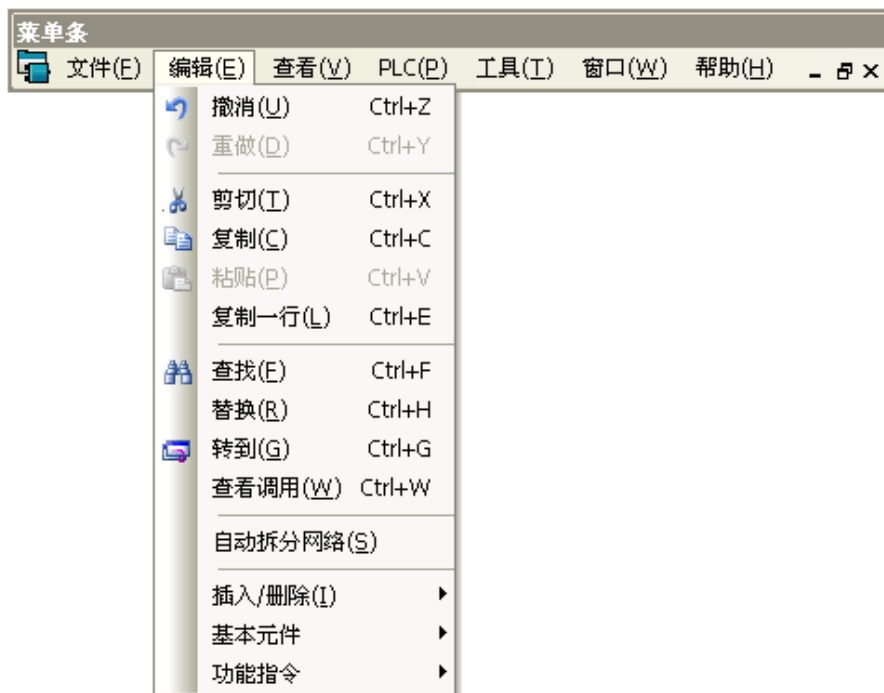 菜单条
文件(F) 编辑(E) 查看(V) PLC(P) 工具(T) 窗口(W) 帮助(H)
撤消(U) Ctrl+Z
重做(D) Ctrl+Y
剪切(T) Ctrl+X
复制(C) Ctrl+C
粘贴(P) Ctrl+V
复制一行(L) Ctrl+E
查找(F) Ctrl+F
替换(R) Ctrl+H
转到(G) Ctrl+G
查看调用(W) Ctrl+W
自动拆分网络(S)
插入/删除(I)
基本元件
功能指令